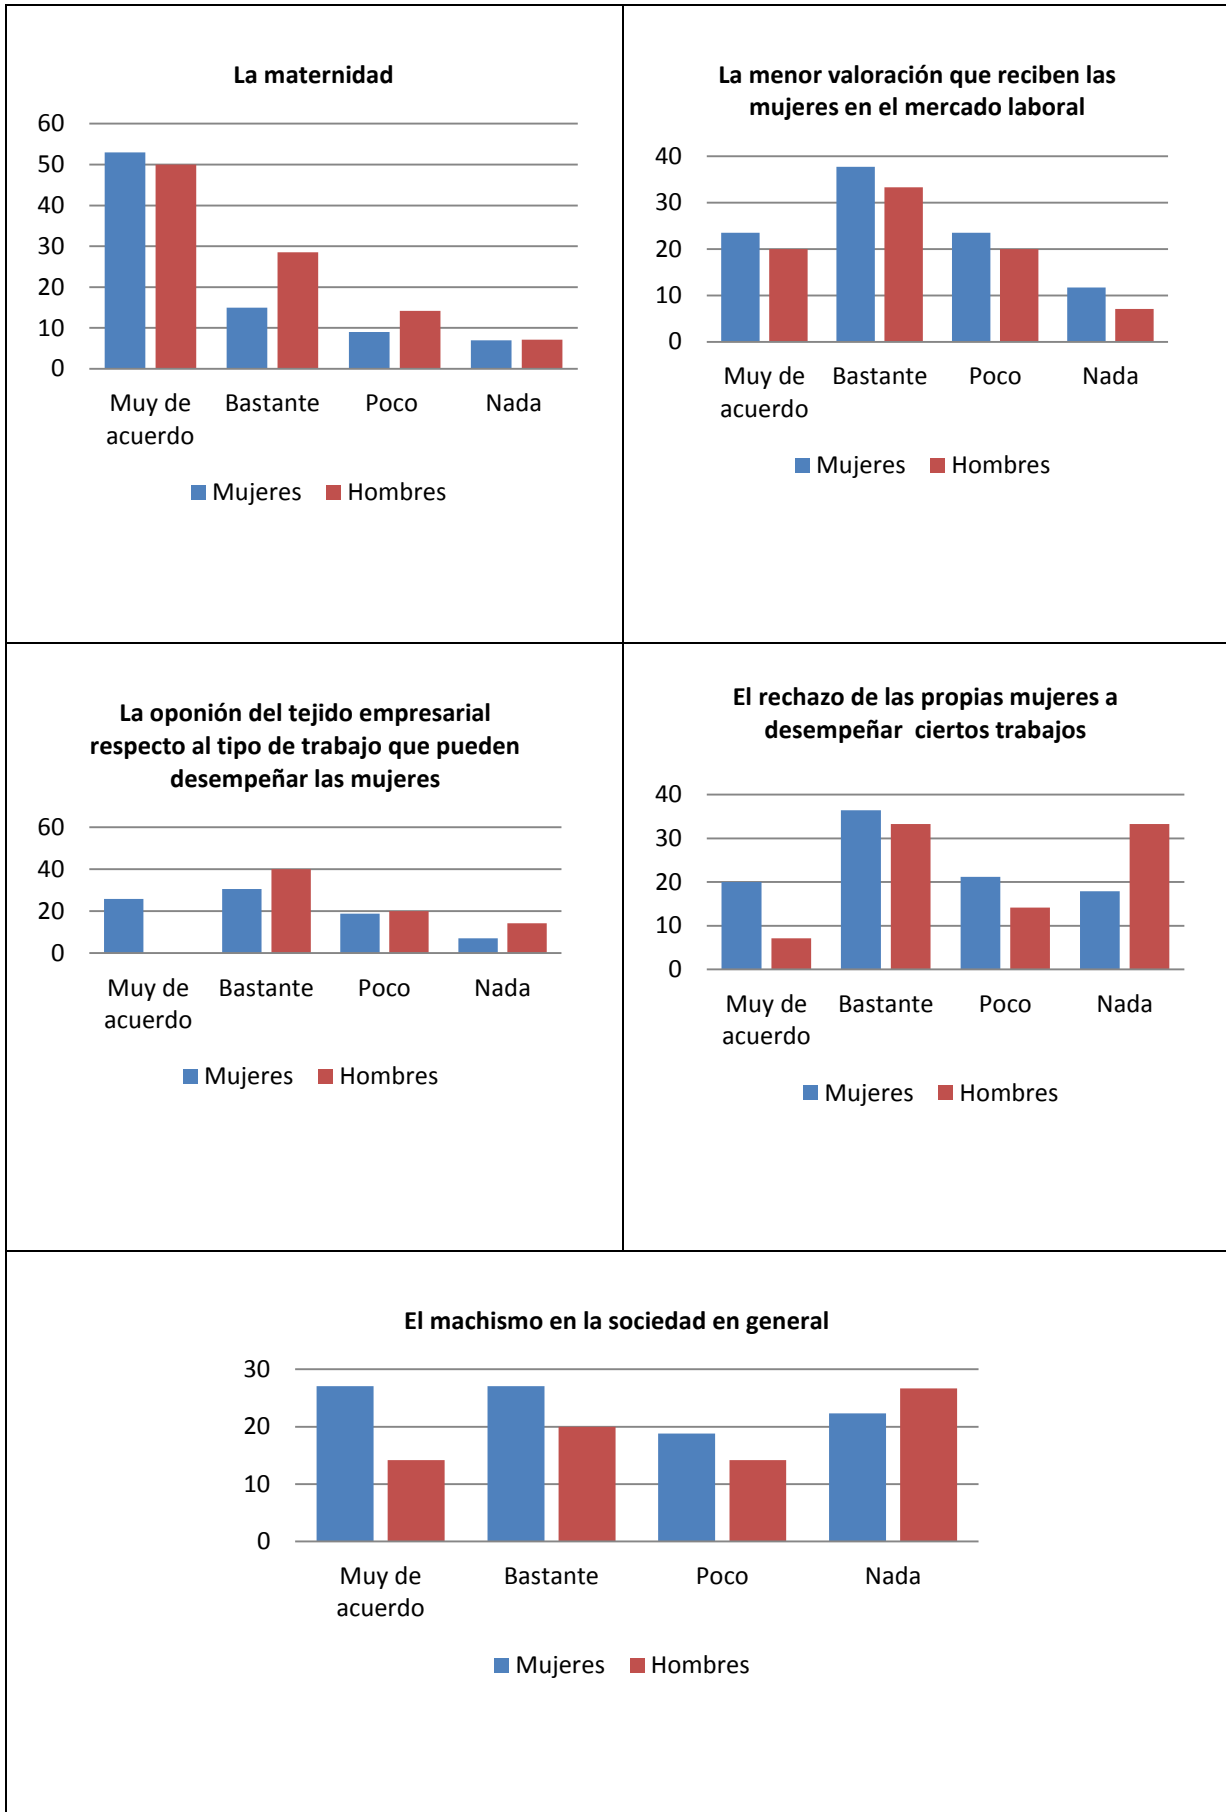 La maternidad
60
50
40
30
20
10
0
Muy de
acuerdo
Bastante
Poco
Nada
Mujeres
Hombres
La menor valoración que reciben las
mujeres en el mercado laboral
40
30
20
10
0
Muy de
acuerdo
Bastante
Poco
Nada
Mujeres
Hombres
La oponión del tejido empresarial
respecto al tipo de trabajo que pueden
desempeñar las mujeres
60
40
20
0
Muy de
acuerdo
Bastante
Poco
Nada
Mujeres
Hombres
El rechazo de las propias mujeres a
desempeñar  ciertos trabajos
40
30
20
10
0
Muy de
acuerdo
Bastante
Poco
Nada
Mujeres
Hombres
El machismo en la sociedad en general
30
20
10
0
Muy de
acuerdo
Bastante
Poco
Nada
Mujeres
Hombres